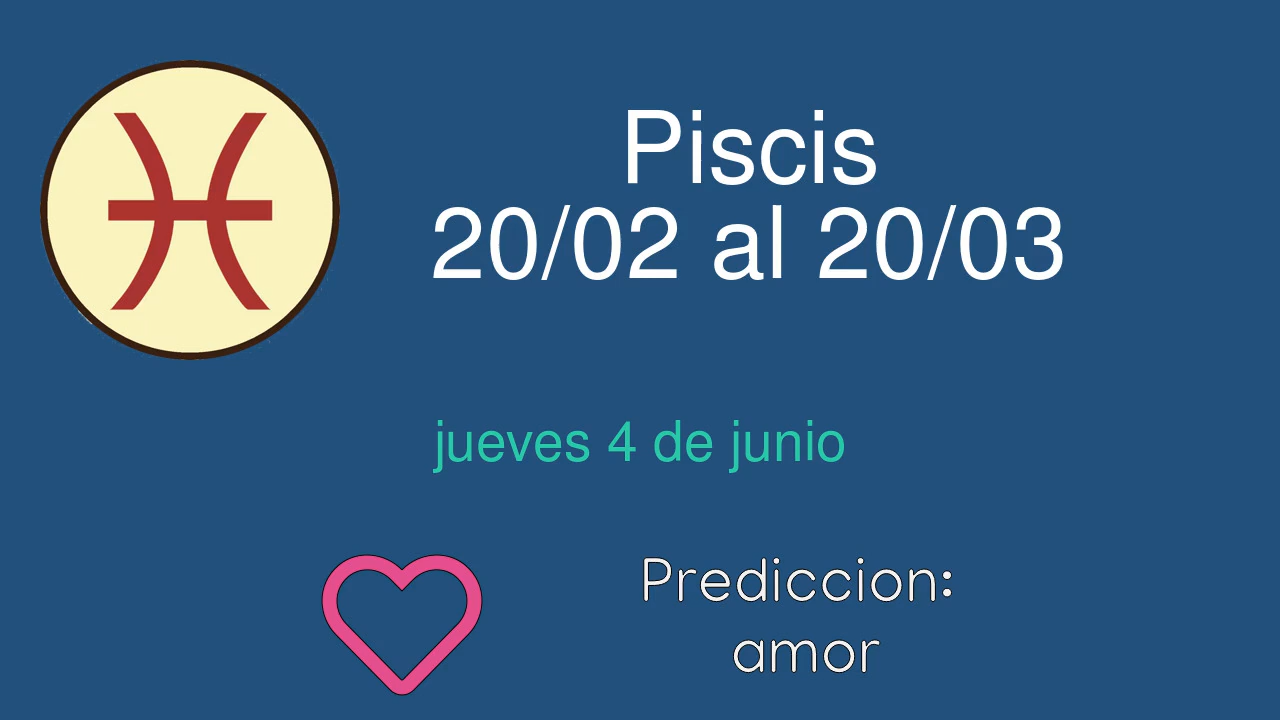 Piscis
20/02 al 20/03
jueves 4 de junio
Prediccion:
amor